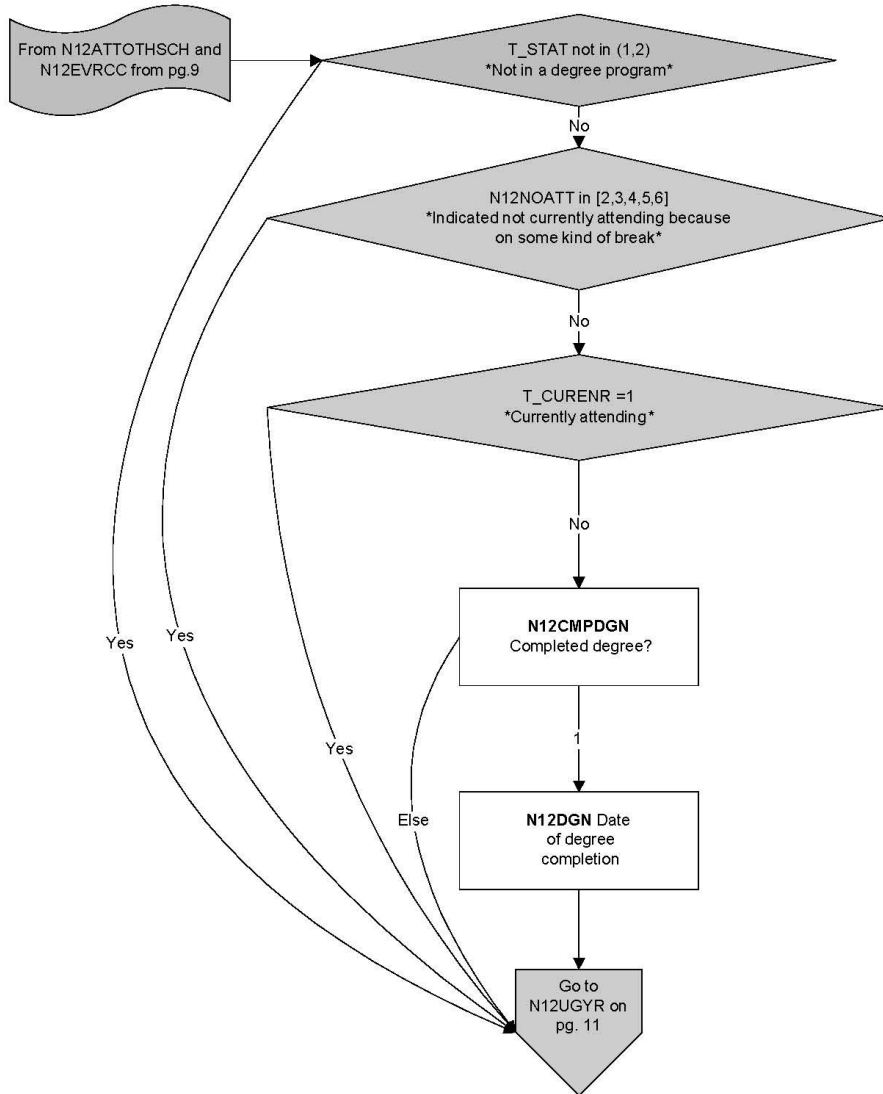 From N12ATTOTHSCH and
N12EVRCC from pg.9
T_STAT not in (1,2)
*Not in a degree program*
No
N12NOATT in [2,3,4,5,6]
*Indicated not currently attending because
on some kind of break*
No
T_CURENR =1
*Currently attending*
No
N12CMPDGN
Completed degree?
Yes
Yes
Yes
1
Else
N12DGN Date
of degree
completion
Go to
N12UGYR on
pg. 11